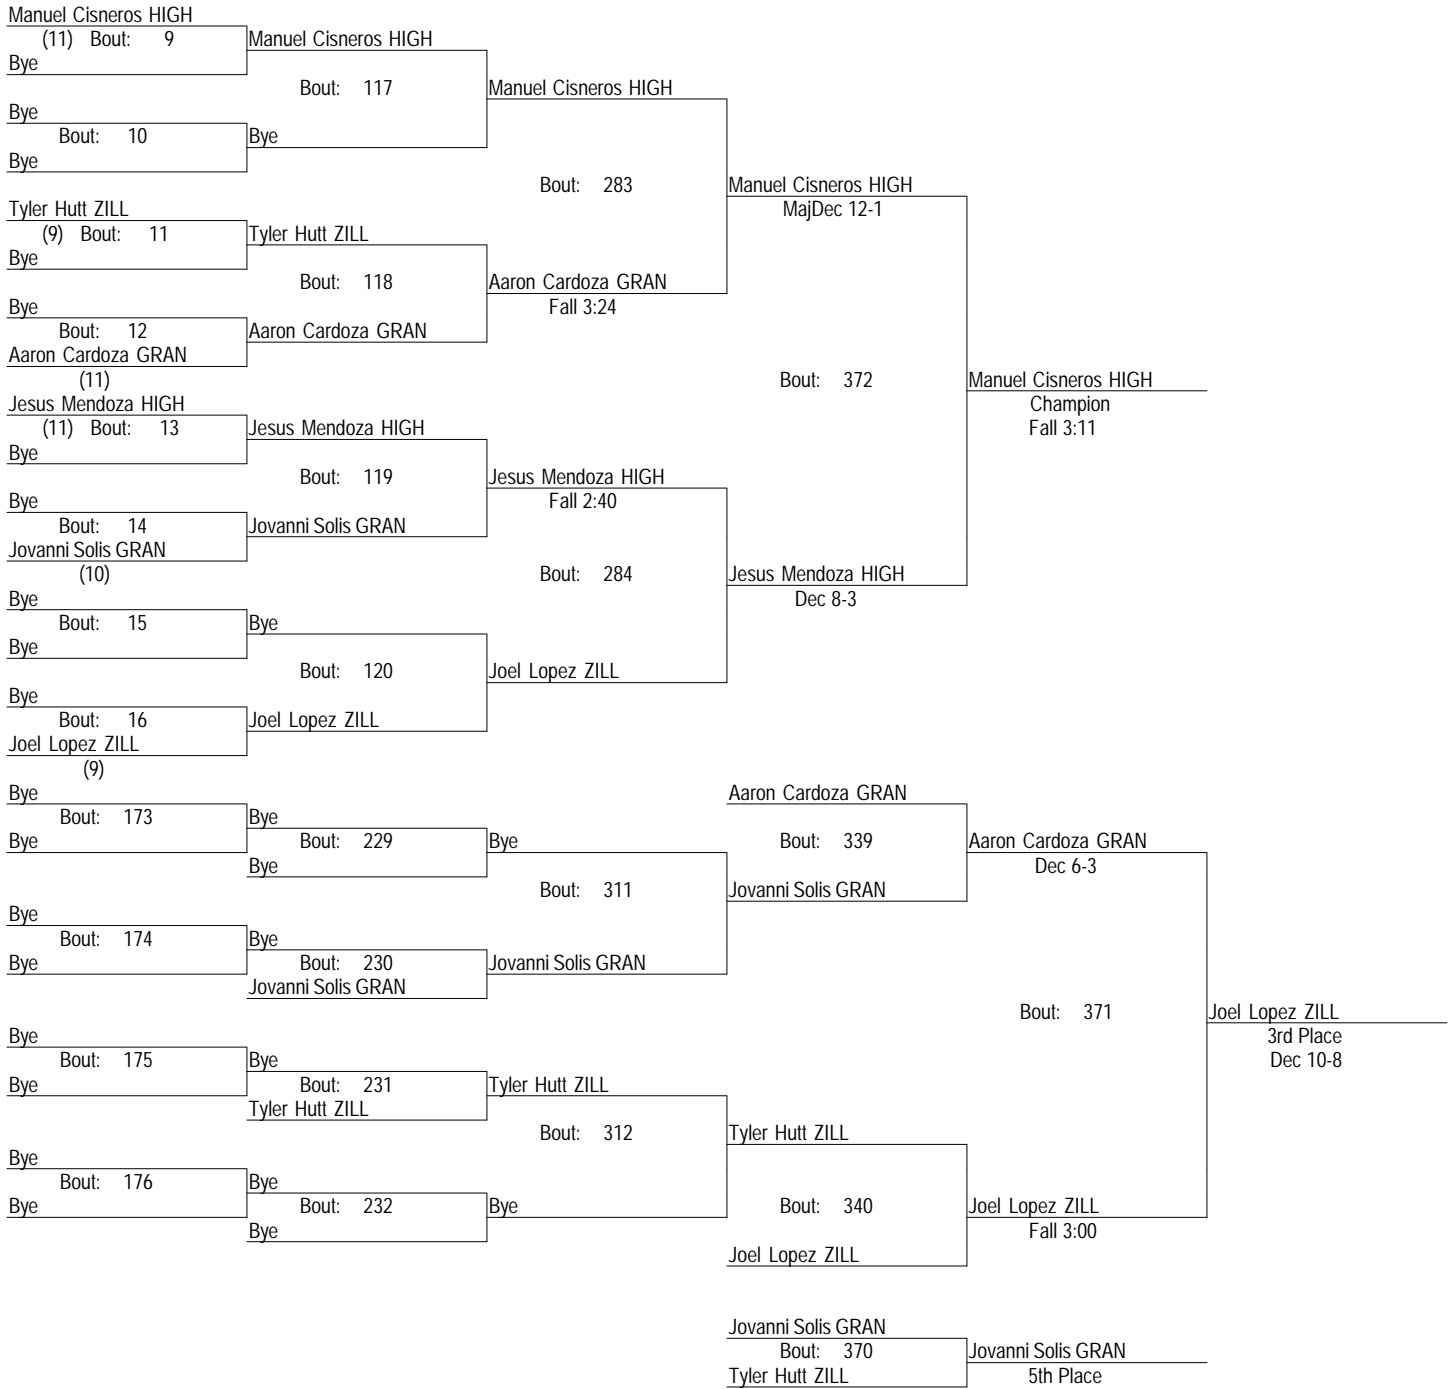 Manuel Cisneros HIGH
(11) Bout: 9 Manuel Cisneros HIGH
Bye
Bout: 117 Manuel Cisneros HIGH
Bye
Bout: 10 Bye
Bye
Bout: 283 Manuel Cisneros HIGH
MajDec 12-1
Tyler Hutt ZILL
(9) Bout: 11 Tyler Hutt ZILL
Bye
Bout: 118 Aaron Cardoza GRAN
Bye Fall 3:24
Bout: 12 Aaron Cardoza GRAN
Aaron Cardoza GRAN
(11) Bout: 372 Manuel Cisneros HIGH
Jesus Mendoza HIGH Champion
(11) Bout: 13 Jesus Mendoza HIGH Fall 3:11
Bye
Bout: 119 Jesus Mendoza HIGH
Bye Fall 2:40
Bout: 14 Jovanni Solis GRAN
Jovanni Solis GRAN
(10) Bout: 284 Jesus Mendoza HIGH
Bye Dec 8-3
Bout: 15 Bye
Bye
Bout: 120 Joel Lopez ZILL
Bye
Bout: 16 Joel Lopez ZILL
Joel Lopez ZILL
(9)
Bye Aaron Cardoza GRAN
Bout: 173 Bye
Bye Bout: 229 Bye Bout: 339 Aaron Cardoza GRAN
Bye Dec 6-3
Bout: 311 Jovanni Solis GRAN
Bye
Bout: 174 Bye
Bye Bout: 230 Jovanni Solis GRAN
Jovanni Solis GRAN
Bout: 371 Joel Lopez ZILL
Bye 3rd Place
Bout: 175 Bye Dec 10-8
Bye Bout: 231 Tyler Hutt ZILL
Tyler Hutt ZILL
Bout: 312 Tyler Hutt ZILL
Bye
Bout: 176 Bye
Bye Bout: 232 Bye Bout: 340 Joel Lopez ZILL
Bye Fall 3:00
Joel Lopez ZILL
Jovanni Solis GRAN
Bout: 370 Jovanni Solis GRAN
Tyler Hutt ZILL 5th Place